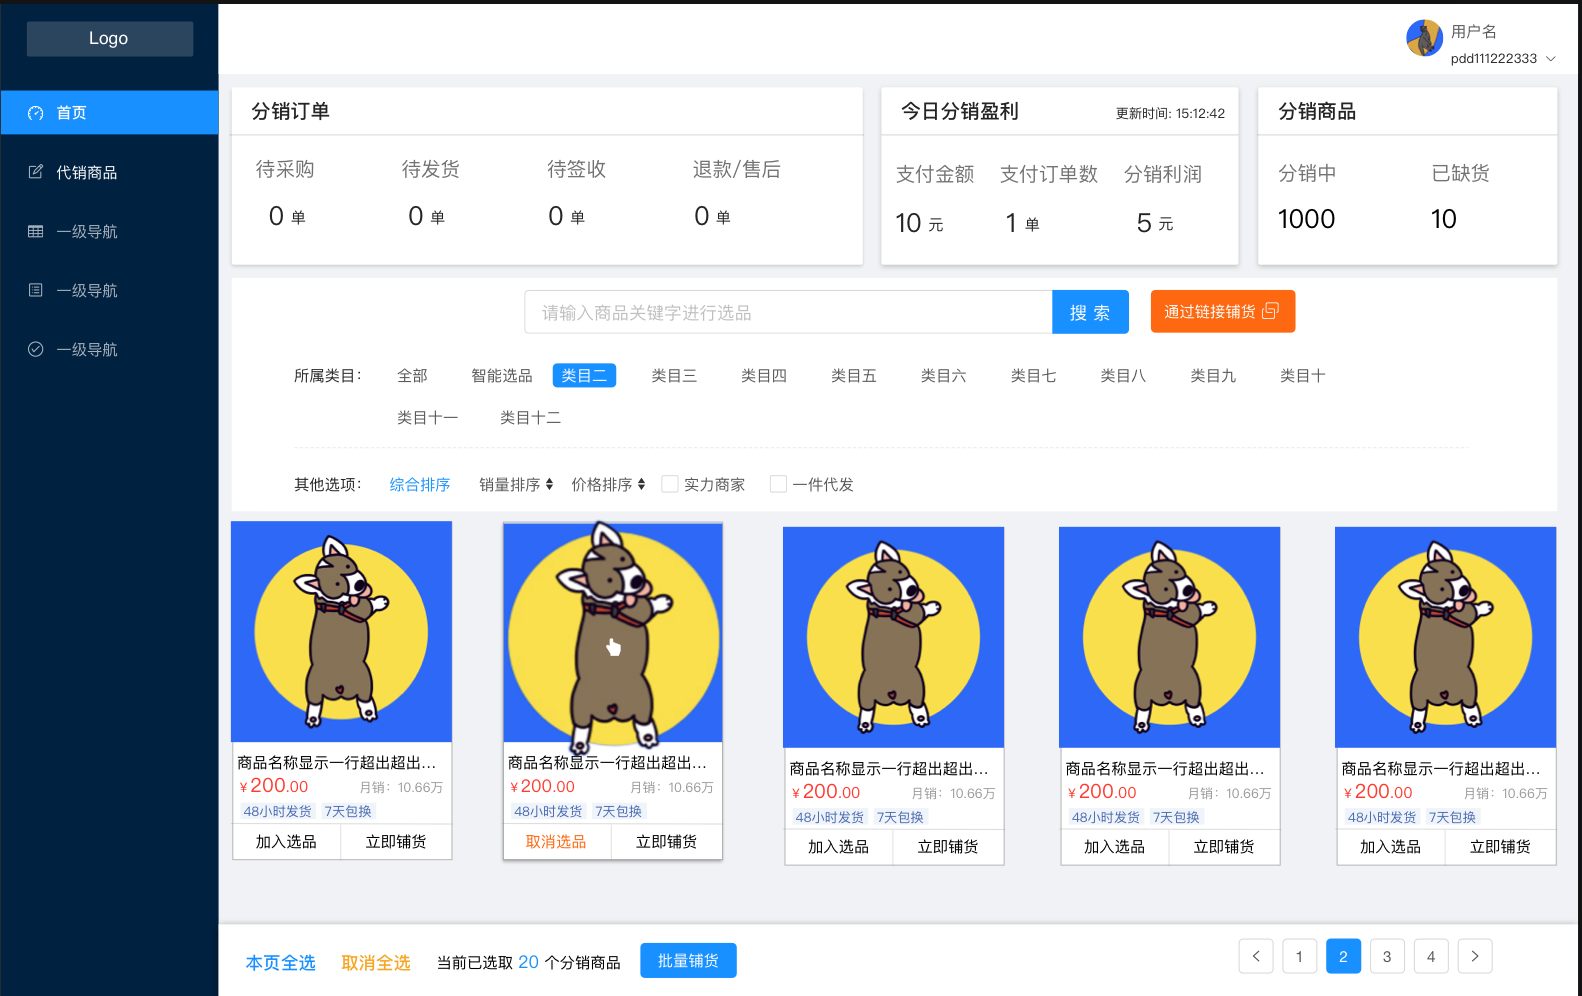 Logo
用户名
pdd111222333
首页
代销商品
一级导航
一级导航
一级导航
分销订单
待采购 待发货 待签收 退款/售后
0 单 0 单 0 单 0 单
今日分销盈利 更新时间: 15:12:42
支付金额 支付订单数 分销利润
10 元 1 单 5 元
分销商品
分销中 已缺货
1000 10
请输入商品关键字进行选品 搜 索 通过链接铺货
所属类目： 全部 智能选品 类目二 类目三 类目四 类目五 类目六 类目七 类目八 类目九 类目十
类目十一 类目十二
其他选项： 综合排序 销量排序 价格排序 实力商家 一件代发
商品名称显示一行超出超出...
¥200.00 月销：10.66万
48小时发货 7天包换
加入选品 立即铺货
商品名称显示一行超出超出...
¥200.00 月销：10.66万
48小时发货 7天包换
取消选品 立即铺货
商品名称显示一行超出超出...
¥200.00 月销：10.66万
48小时发货 7天包换
加入选品 立即铺货
商品名称显示一行超出超出...
¥200.00 月销：10.66万
48小时发货 7天包换
加入选品 立即铺货
商品名称显示一行超出超出...
¥200.00 月销：10.66万
48小时发货 7天包换
加入选品 立即铺货
本页全选 取消全选 当前已选取 20 个分销商品 批量铺货
< 1 2 3 4 >